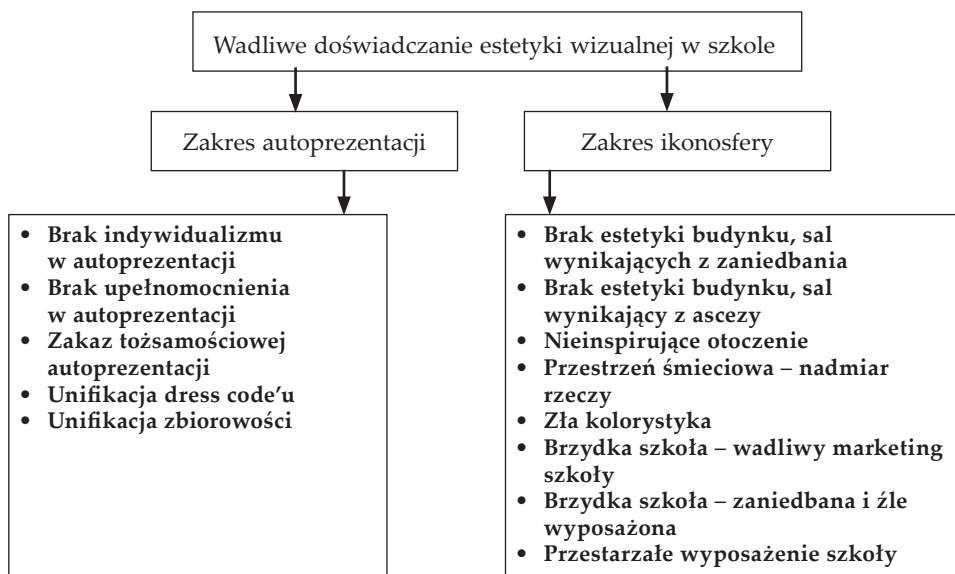 Wadliwe doświadczanie estetyki wizualnej w szkole
Zakres autoprezentacji
Zakres ikonosfery
• Brak indywidualizmu
w autoprezentacji
• Brak upełnomocnienia
w autoprezentacji
• Zakaz tożsamościowej
autoprezentacji
• Unifikacja dress code’u
• Unifikacja zbiorowości
• Brak estetyki budynku, sal
wynikających z zaniedbania
• Brak estetyki budynku, sal
wynikający z ascezy
• Nieinspirujące otoczenie
• Przestrzeń śmieciowa – nadmiar
rzeczy
• Zła kolorystyka
• Brzydka szkoła – wadliwy marketing
szkoły
• Brzydka szkoła – zaniedbana i źle
wyposażona
• Przestarzałe wyposażenie szkoły